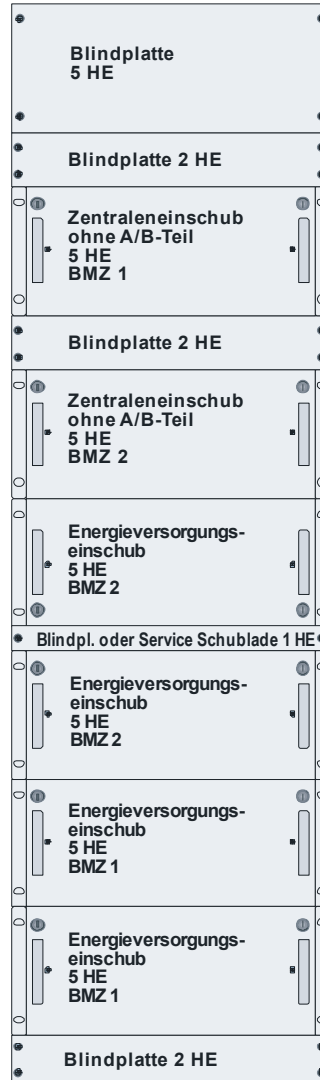 Blindplatte
5 HE
Blindplatte 2 HE
Zentraleneinschub
ohne A/B-Teil
5 HE
BMZ 1
Blindplatte 2 HE
Zentraleneinschub
ohne A/B-Teil
5 HE
BMZ 2
Energieversorgungs-
einschub
5 HE
BMZ 2
Blindpl. oder Service Schublade 1 HE
Energieversorgungs-
einschub
5 HE
BMZ 2
Energieversorgungs-
einschub
5 HE
BMZ 1
Energieversorgungs-
einschub
5 HE
BMZ 1
Blindplatte 2 HE